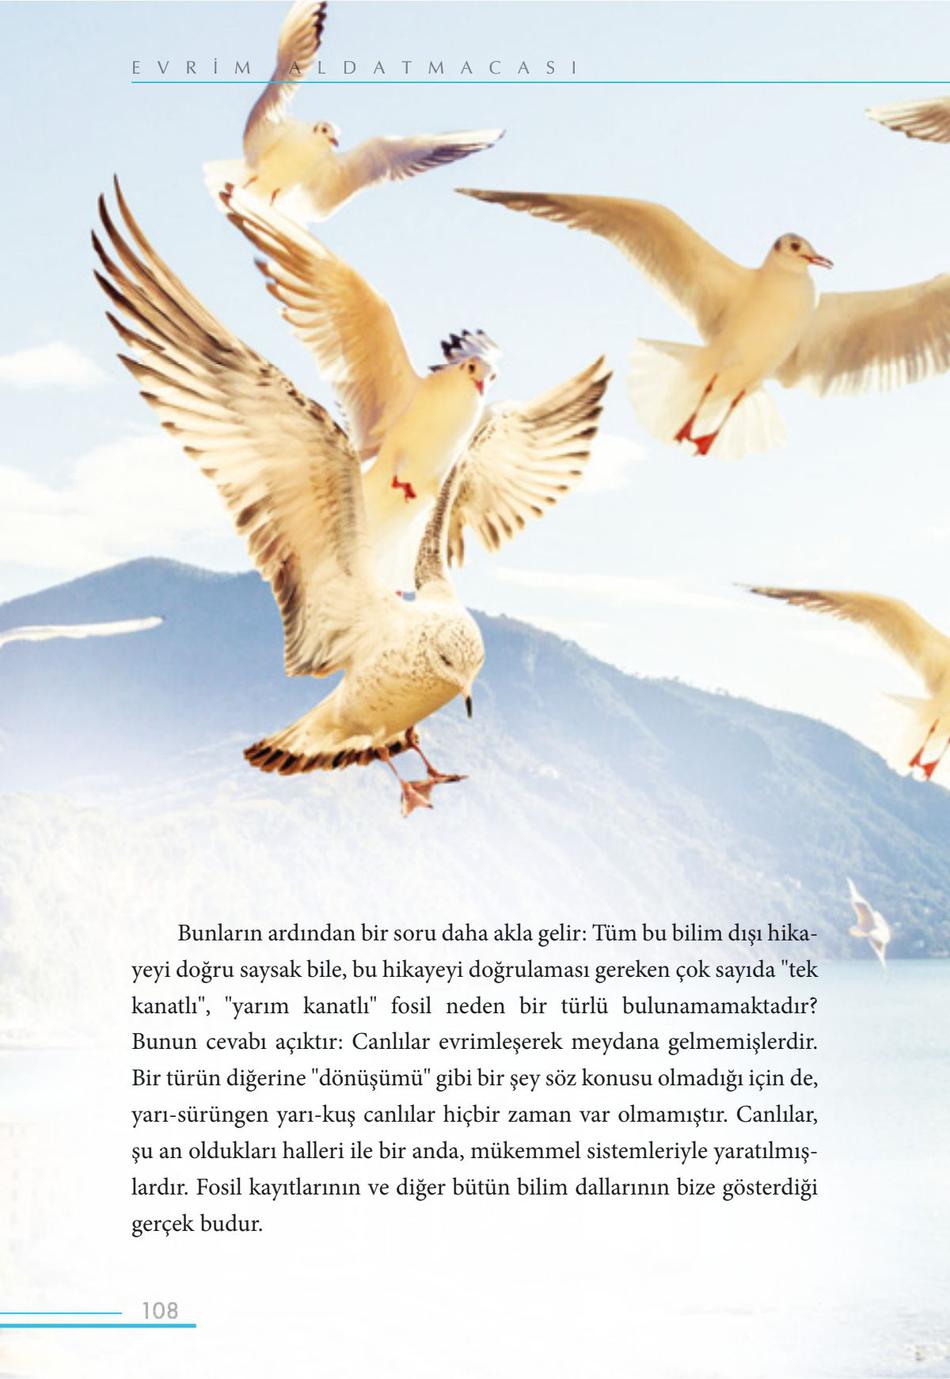 EVRİM ALDATMACASI
Bunların ardından bir soru daha akla gelir: Tüm bu bilim dışı hika-
yeyi doğru saysak bile, bu hikayeyi doğrulaması gereken çok sayıda "tek
kanatlı", "yarım kanatlı" fosil neden bir türlü bulunamamaktadır?
Bunun cevabı açıktır: Canlılar evrimleşerek meydana gelmemişlerdir.
Bir türün diğerine "dönüşümü" gibi bir şey söz konusu olmadığı için de,
yarı-sürüngen yarı-kuş canlılar hiçbir zaman var olmamıştır. Canlılar,
şu an oldukları halleri ile bir anda, mükemmel sistemleriyle yaratılmış-
lardır. Fosil kayıtlarının ve diğer bütün bilim dallarının bize gösterdiği
gerçek budur.
108